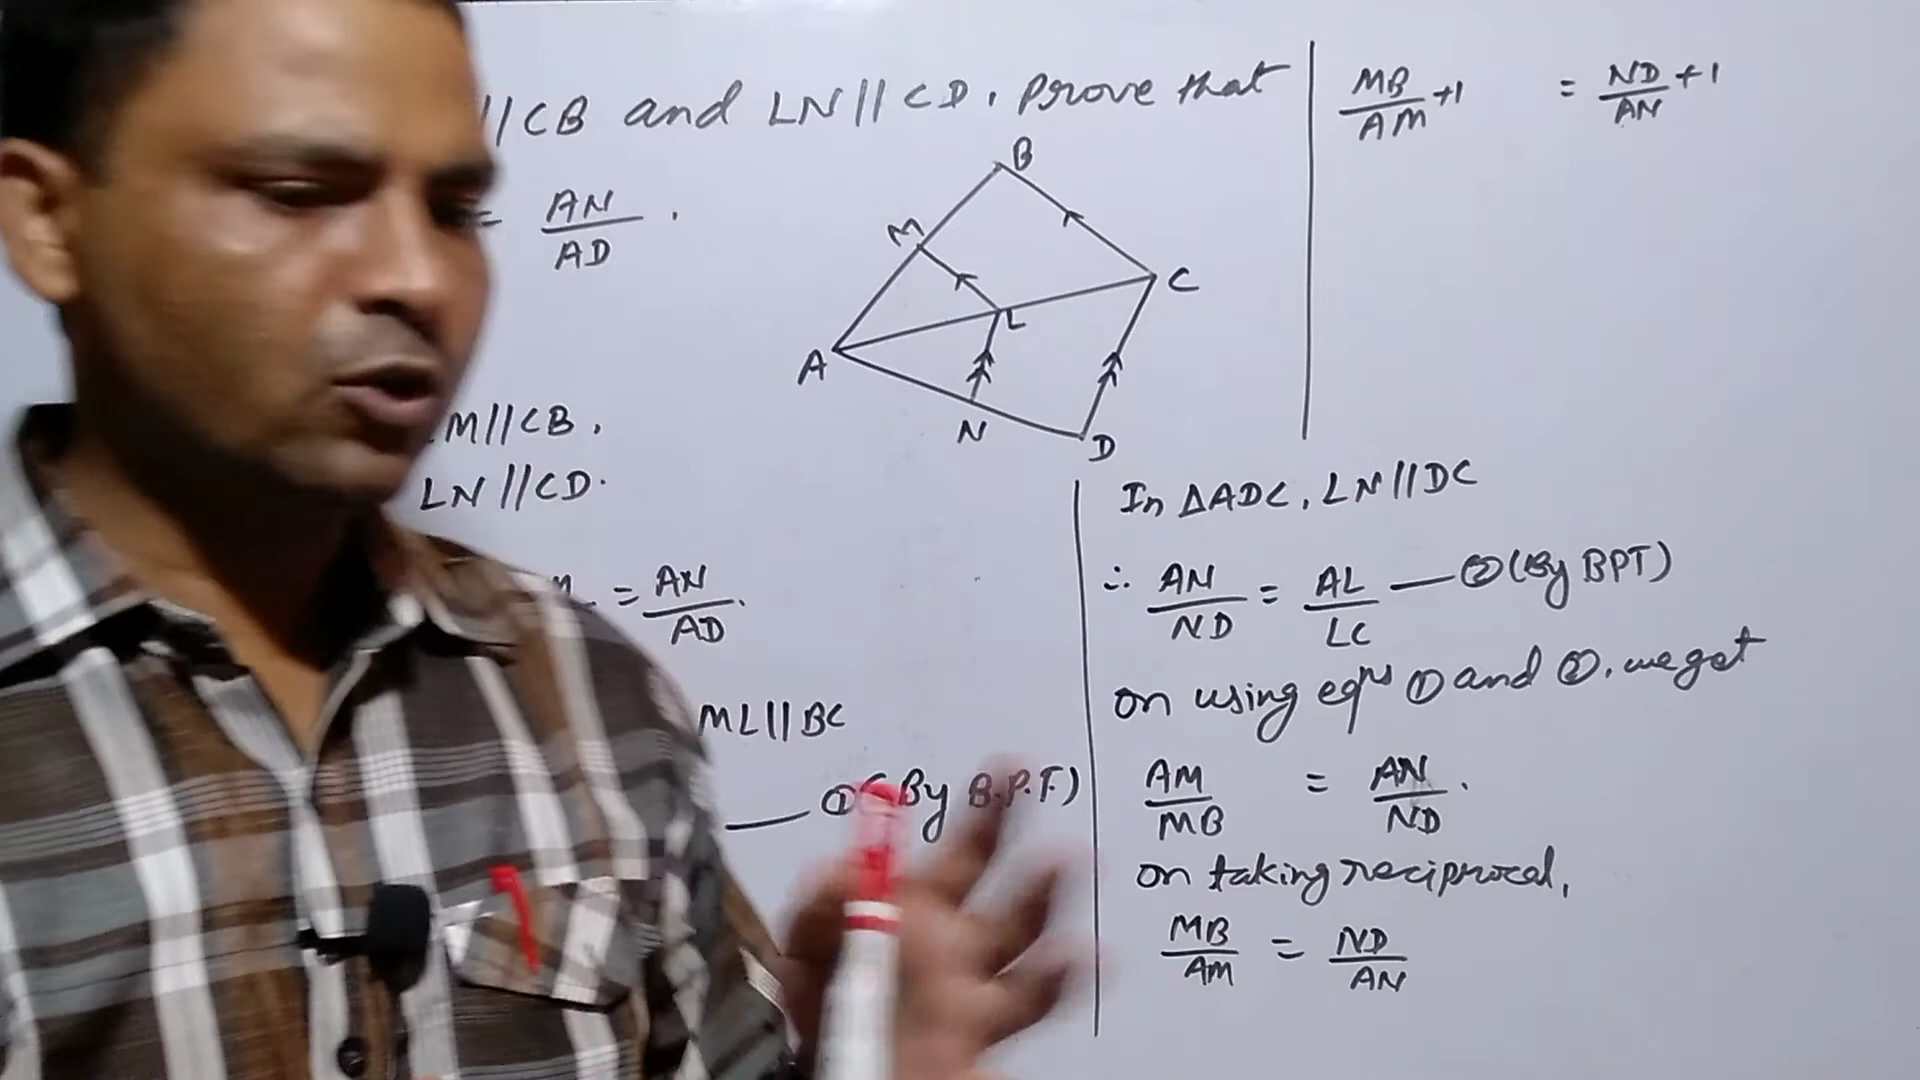 //CB and LN//CD, prove that
= AN/AD .
B
M
C
L
A
N
D
M//CB,
LN//CD.
= AN/AD.
ML||BC
— ① (By B.P.T.)
MB/AM +1 = ND/AN +1
In ΔADC, LN//DC
∴ AN/ND = AL/LC — ② (By BPT)
on using eqns ① and ②, we get
AM/MB = AN/ND.
on taking reciprocal,
MB/AM = ND/AN